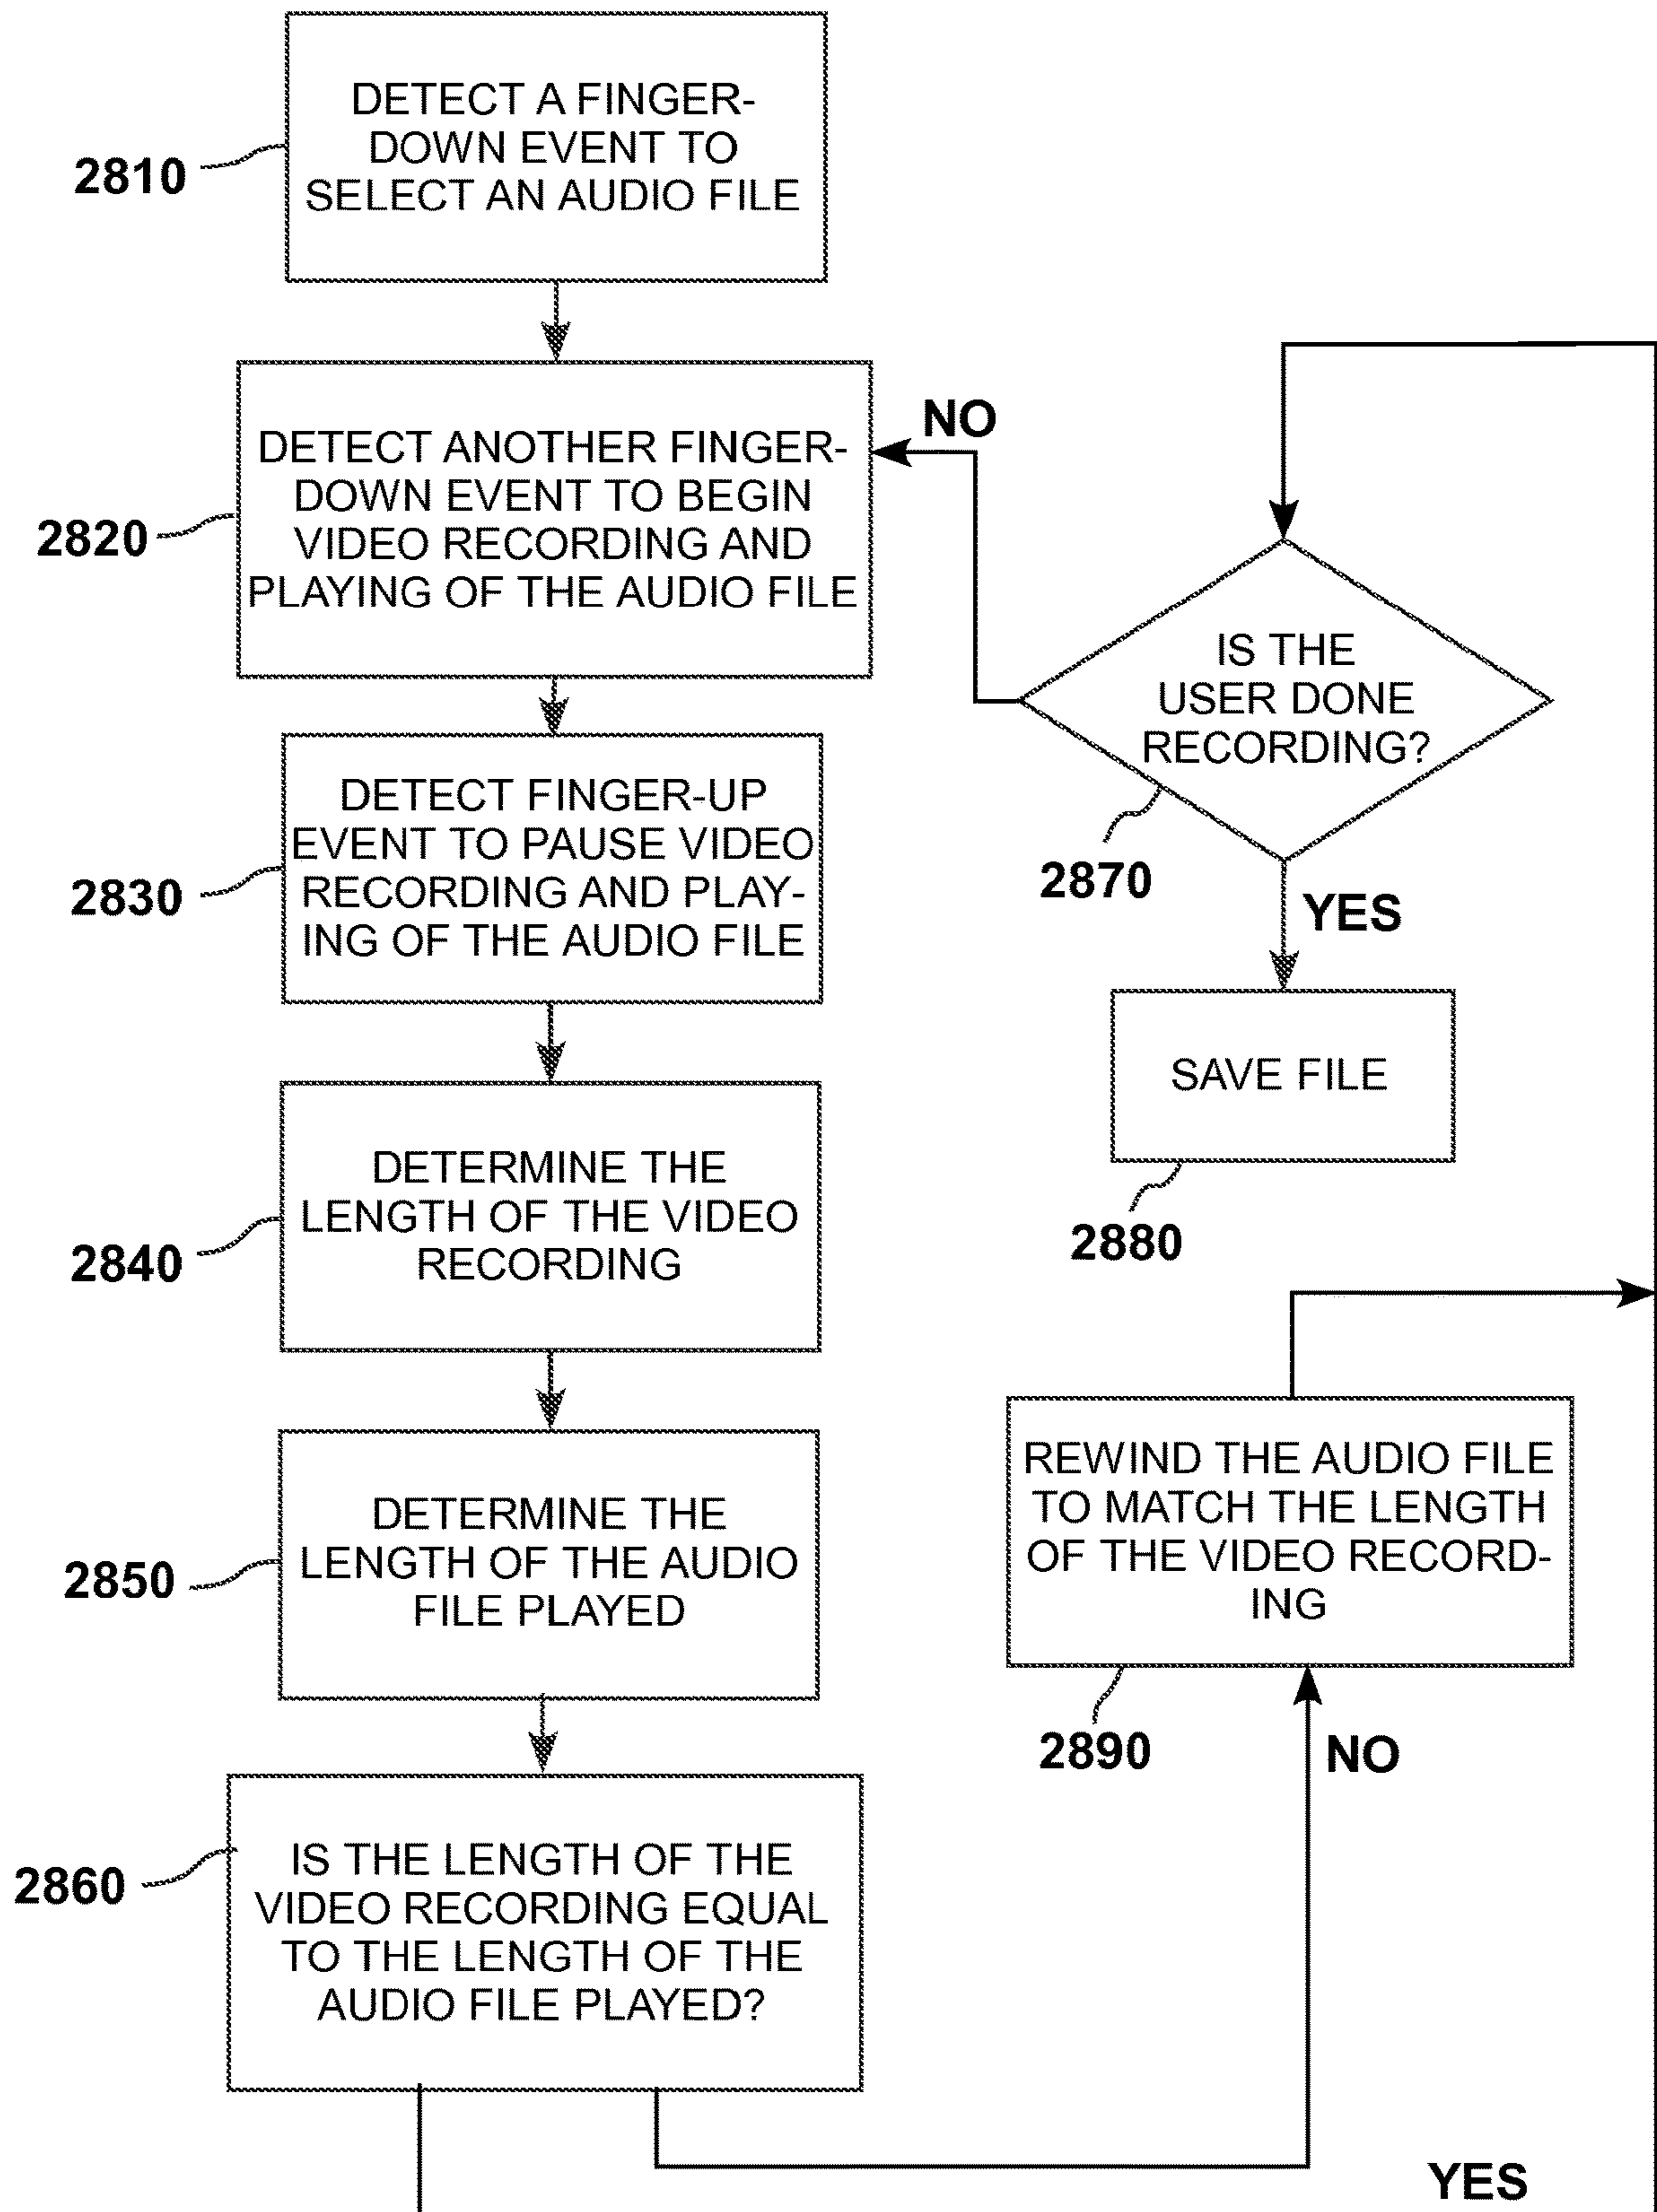 DETECT A FINGER-
DOWN EVENT TO
SELECT AN AUDIO FILE
2810
DETECT ANOTHER FINGER-
DOWN EVENT TO BEGIN
VIDEO RECORDING AND
PLAYING OF THE AUDIO FILE
2820
DETECT FINGER-UP
EVENT TO PAUSE VIDEO
RECORDING AND PLAY-
ING OF THE AUDIO FILE
2830
DETERMINE THE
LENGTH OF THE VIDEO
RECORDING
2840
DETERMINE THE
LENGTH OF THE AUDIO
FILE PLAYED
2850
IS THE LENGTH OF THE
VIDEO RECORDING EQUAL
TO THE LENGTH OF THE
AUDIO FILE PLAYED?
2860
NO
IS THE
USER DONE
RECORDING?
2870
YES
SAVE FILE
2880
REWIND THE AUDIO FILE
TO MATCH THE LENGTH
OF THE VIDEO RECORD-
ING
2890
NO
YES